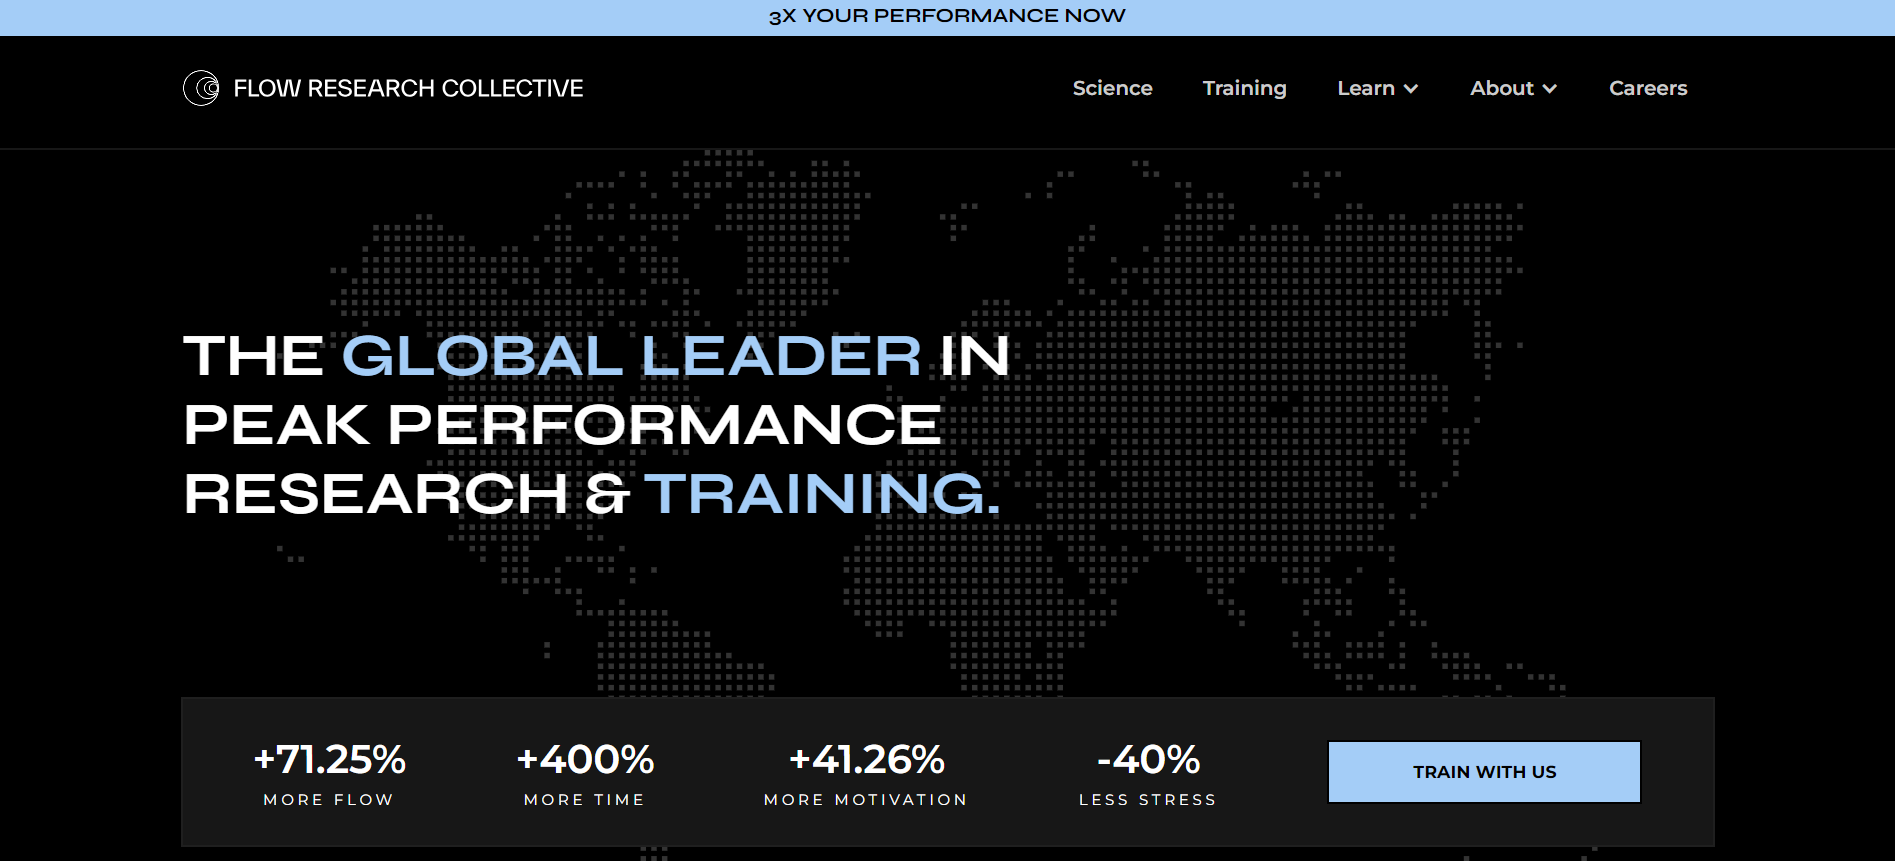 3X YOUR PERFORMANCE NOW
FLOW RESEARCH COLLECTIVE
Science Training Learn About Careers
THE GLOBAL LEADER IN
PEAK PERFORMANCE
RESEARCH & TRAINING.
+71.25% +400% +41.26% -40%
MORE FLOW MORE TIME MORE MOTIVATION LESS STRESS
TRAIN WITH US